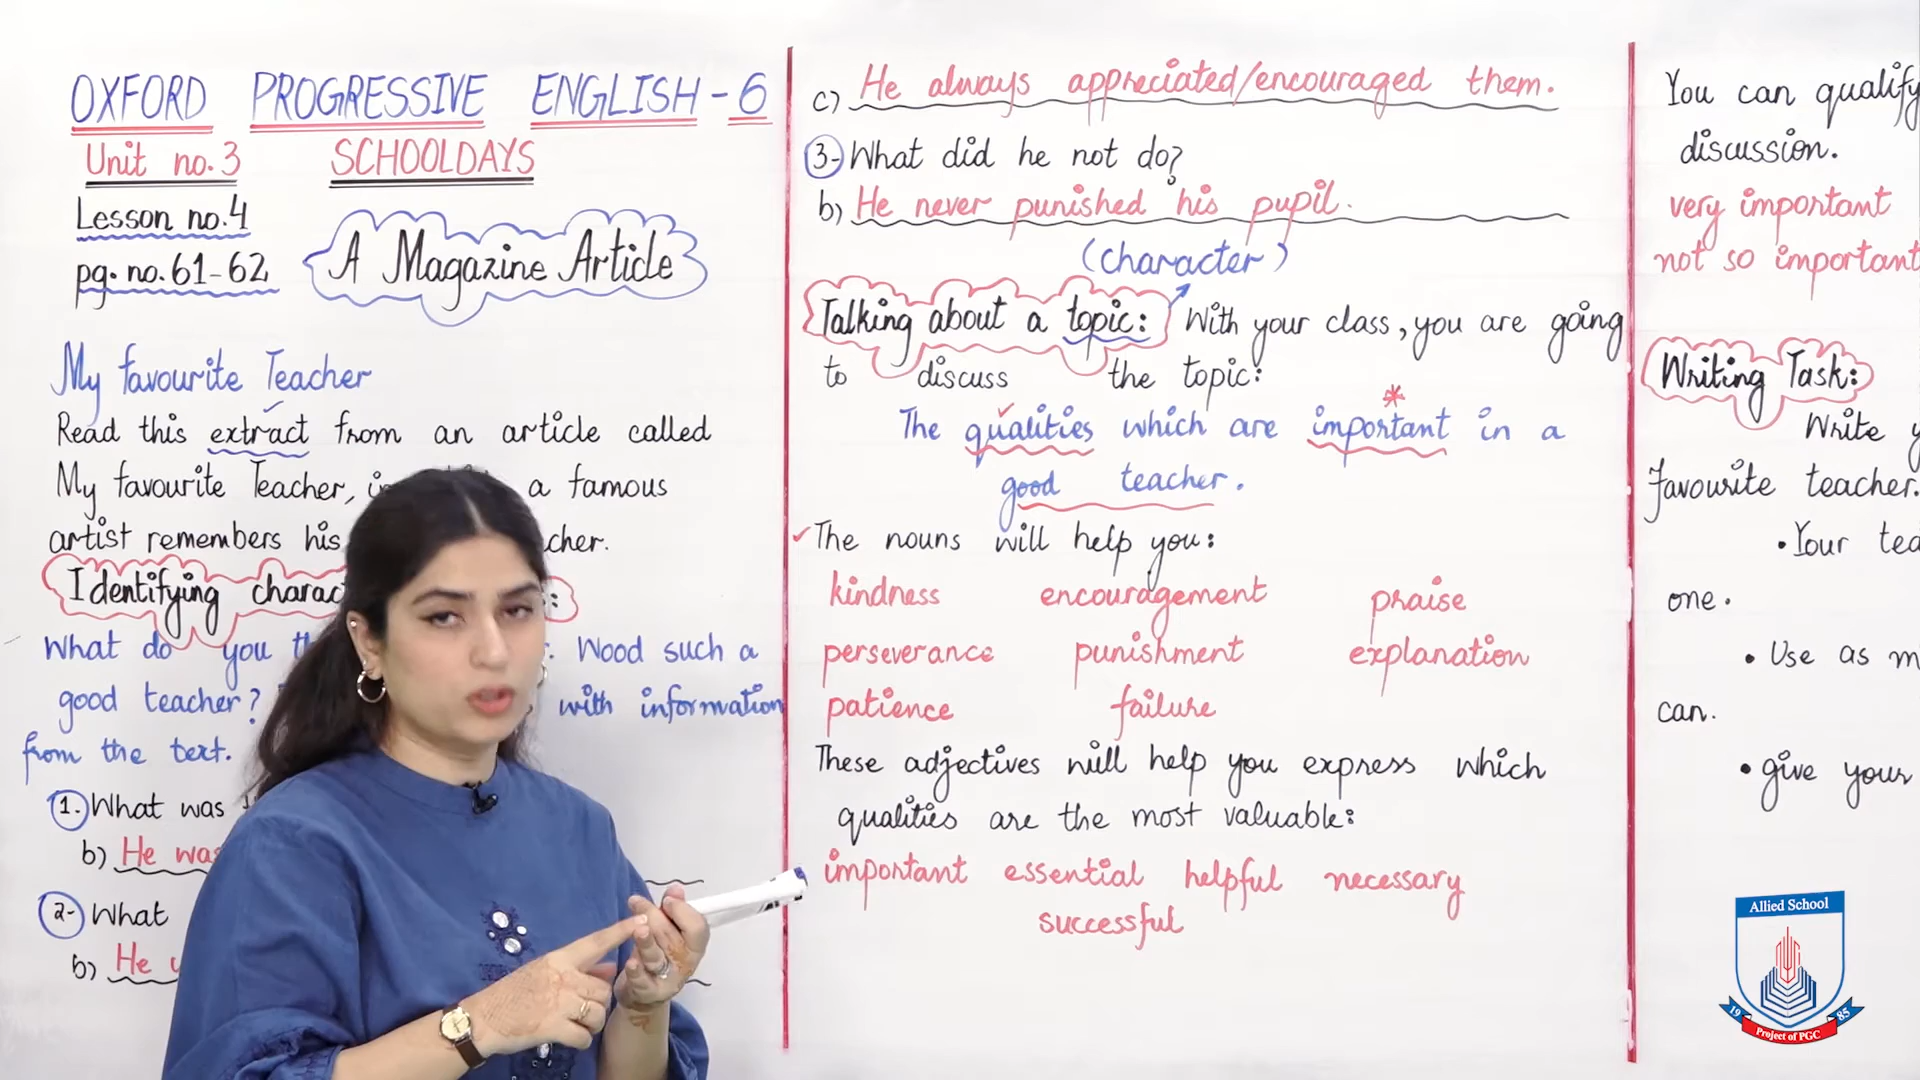 OXFORD PROGRESSIVE ENGLISH-6
Unit no.3 SCHOOLDAYS
Lesson no.4
pg. no.61-62
A Magazine Article
My favourite Teacher
Read this extract from an article called
My favourite Teacher, a famous
artist remembers his
Identifying
What do you Wood such a
good teacher? with information
from the text.
1. What was
b) He was
2- What
b) He
c) He always appreciated/encouraged them.
3- What did he not do?
b) He never punished his pupil.
(character)
Talking about a topic: With your class, you are going
to discuss the topic:
The qualities which are important in a
good teacher.
The nouns will help you:
kindness encouragement praise
perseverance punishment explanation
patience failure
These adjectives will help you express which
qualities are the most valuable:
important essential helpful necessary
successful
You can qualify
discussion.
very important
not so important
Writing Task:
Write
favourite teacher.
• Your
one.
• Use as
can.
• give your
Allied School
19 85
Project of PGC